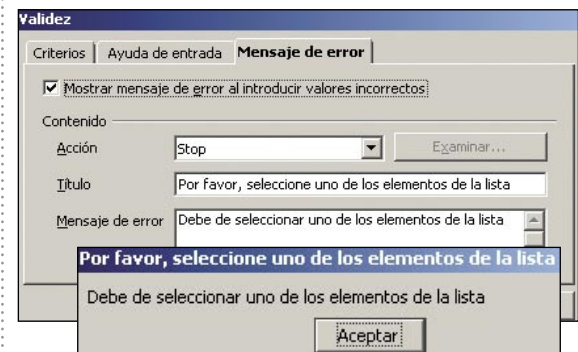 Validez
Criterios Ayuda de entrada Mensaje de error
Mostrar mensaje de error al introducir valores incorrectos
Contenido
Acción Stop Examinar...
Título Por favor, seleccione uno de los elementos de la lista
Mensaje de error Debe de seleccionar uno de los elementos de la lista
Por favor, seleccione uno de los elementos de la lista
Debe de seleccionar uno de los elementos de la lista
Aceptar